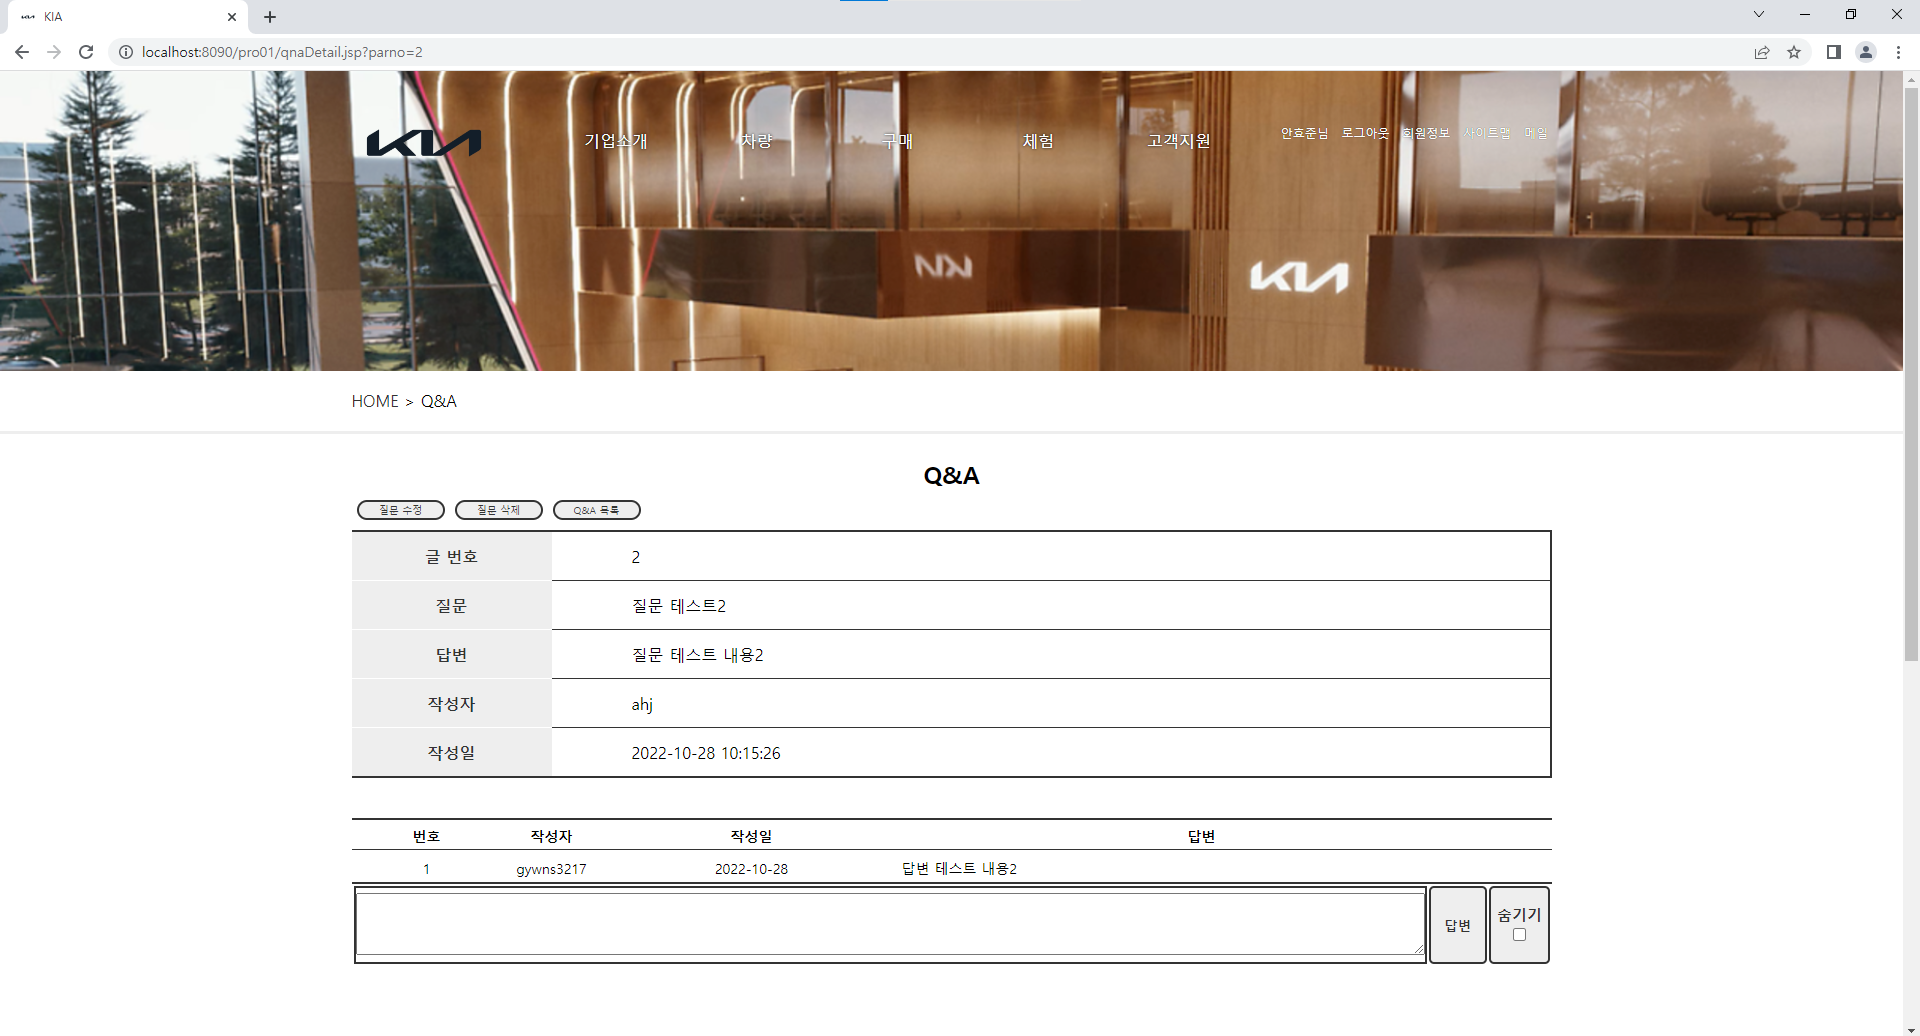 KIA
localhost:8090/pro01/qnaDetail.jsp?parno=2
KIA 기업소개 차량 구매 체험 고객지원 안효준님 로그아웃 회원정보 사이트맵 메일
KIA
HOME > Q&A
Q&A
질문 수정 질문 삭제 Q&A 목록
글 번호 2
질문 질문 테스트2
답변 질문 테스트 내용2
작성자 ahj
작성일 2022-10-28 10:15:26
번호 작성자 작성일 답변
1 gywns3217 2022-10-28 답변 테스트 내용2
답변 숨기기